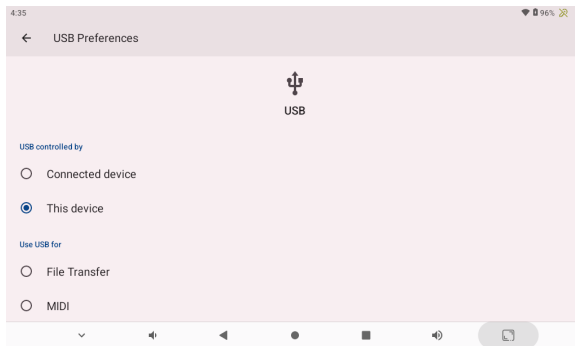 4:35
96%
USB Preferences
USB
USB controlled by
Connected device
This device
Use USB for
File Transfer
MIDI